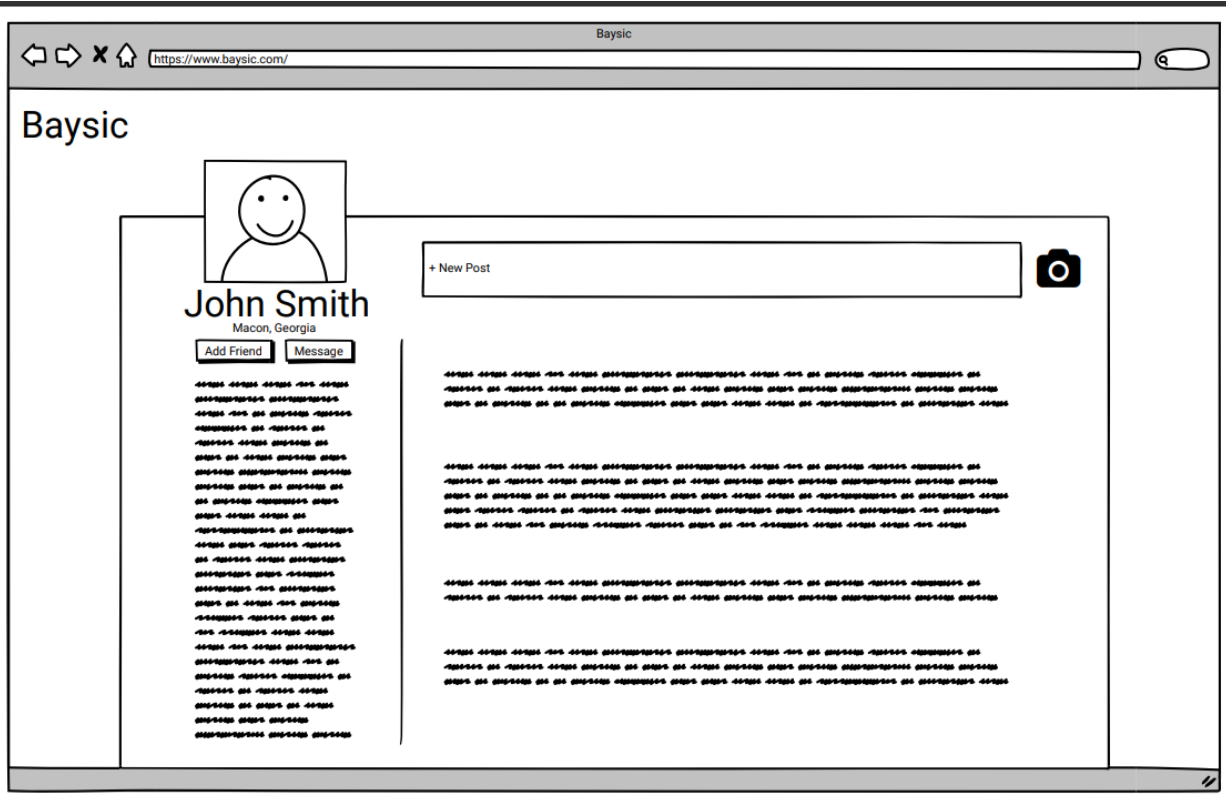 Baysic
https://www.baysic.com/
Baysic
John Smith
Macon, Georgia
Add Friend
Message
+ New Post